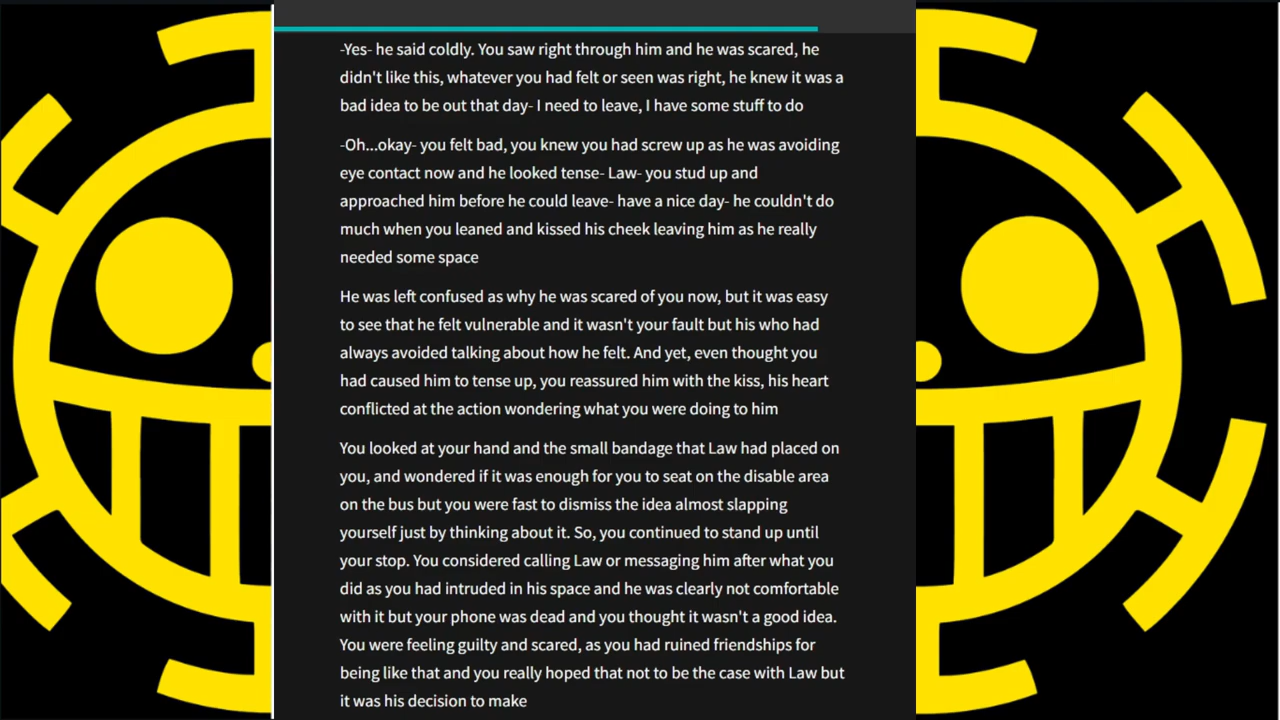 -Yes- he said coldly. You saw right through him and he was scared, he
didn't like this, whatever you had felt or seen was right, he knew it was a
bad idea to be out that day- I need to leave, I have some stuff to do
-Oh...okay- you felt bad, you knew you had screw up as he was avoiding
eye contact now and he looked tense- Law- you stud up and
approached him before he could leave- have a nice day- he couldn't do
much when you leaned and kissed his cheek leaving him as he really
needed some space
He was left confused as why he was scared of you now, but it was easy
to see that he felt vulnerable and it wasn't your fault but his who had
always avoided talking about how he felt. And yet, even thought you
had caused him to tense up, you reassured him with the kiss, his heart
conflicted at the action wondering what you were doing to him
You looked at your hand and the small bandage that Law had placed on
you, and wondered if it was enough for you to seat on the disable area
on the bus but you were fast to dismiss the idea almost slapping
yourself just by thinking about it. So, you continued to stand up until
your stop. You considered calling Law or messaging him after what you
did as you had intruded in his space and he was clearly not comfortable
with it but your phone was dead and you thought it wasn't a good idea.
You were feeling guilty and scared, as you had ruined friendships for
being like that and you really hoped that not to be the case with Law but
it was his decision to make